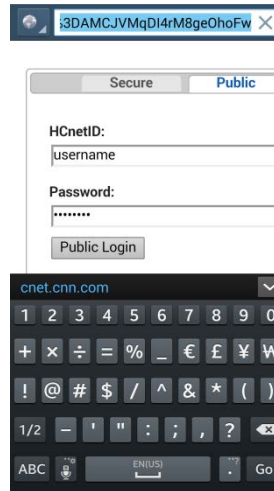 s3DAMCJVMqDI4rM8geOhoFw ×
Secure Public
HCnetID:
username
Password:
••••••••
Public Login
cnet.cnn.com
1 2 3 4 5 6 7 8 9 0
+ × ÷ = % _ € £ ¥ ₩
! @ # $ / ^ & * ( )
1/2 - ' " : ; , ? 
ABC EN(US) . Go